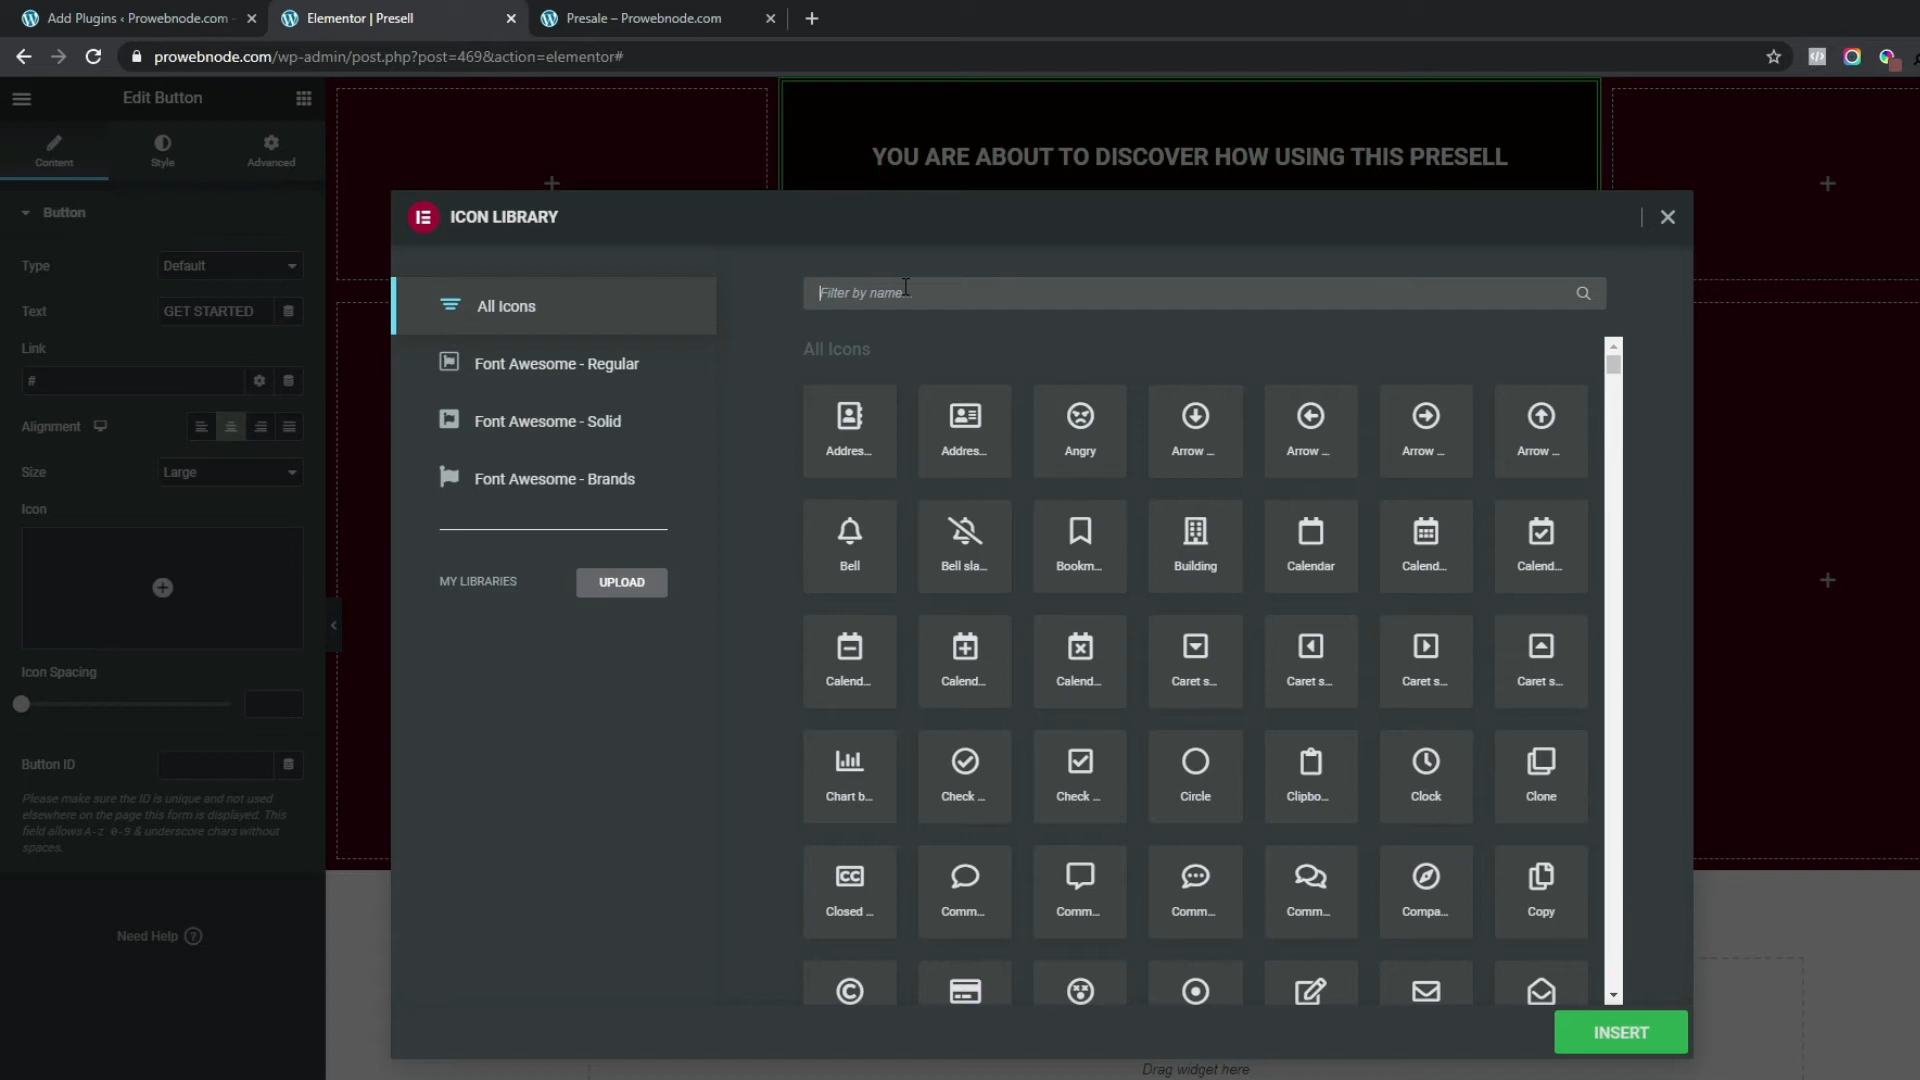 Add Plugins ‹ Prowebnode.com -
Elementor | Presell
Presale – Prowebnode.com
prowebnode.com/wp-admin/post.php?post=469&action=elementor#
Edit Button
Content
Style
Advanced
Button
Type
Default
Text
GET STARTED
Link
#
Alignment
Size
Large
Icon
Icon Spacing
Button ID
Please make sure the ID is unique and not used
elsewhere on the page this form is displayed. This
field allows A-z 0-9 & underscore chars without
spaces.
Need Help ?
YOU ARE ABOUT TO DISCOVER HOW USING THIS PRESELL
ICON LIBRARY
All Icons
Font Awesome - Regular
Font Awesome - Solid
Font Awesome - Brands
MY LIBRARIES
UPLOAD
Filter by name...
All Icons
Addres... Addres... Angry Arrow ... Arrow ... Arrow ... Arrow ...
Bell Bell sla... Bookm... Building Calendar Calend... Calend...
Calend... Calend... Calend... Caret s... Caret s... Caret s... Caret s...
Chart b... Check ... Check ... Circle Clipbo... Clock Clone
Closed ... Comm... Comm... Comm... Comm... Compa... Copy
INSERT
Drag widget here